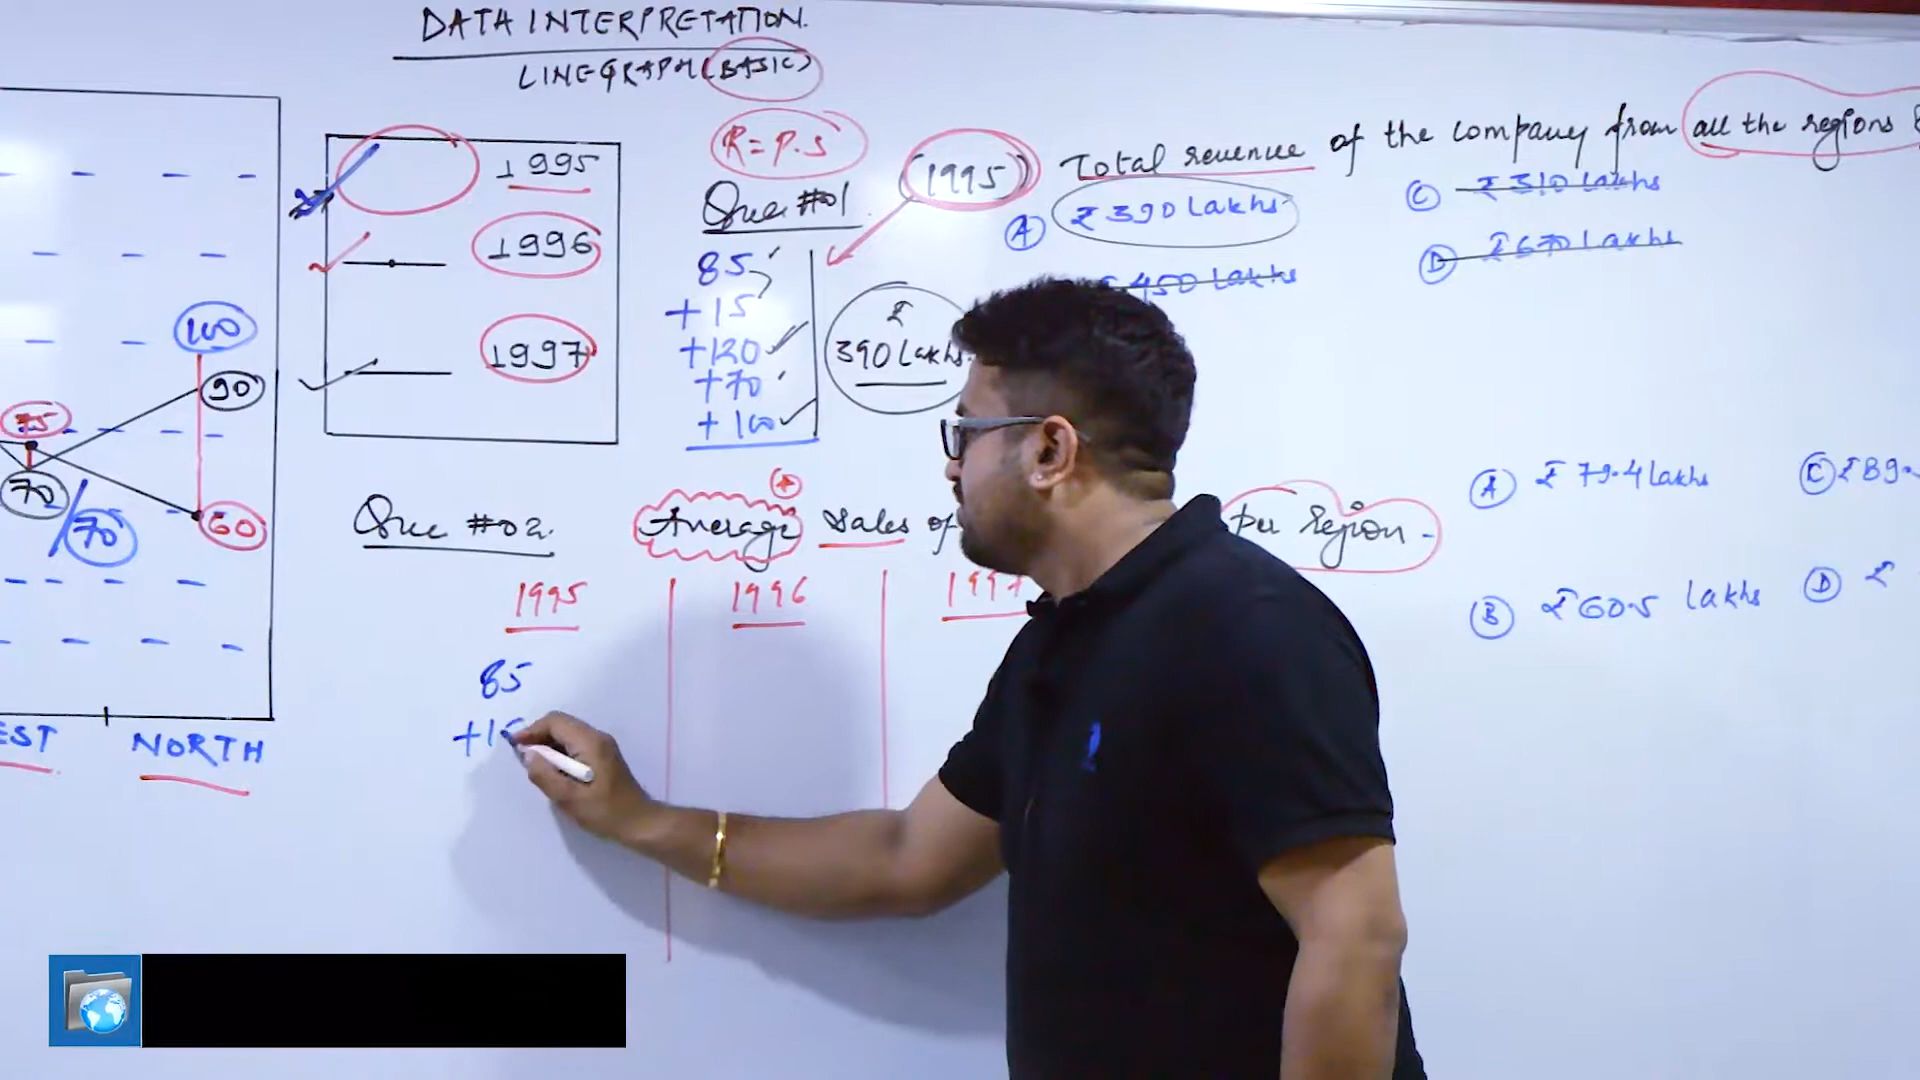 DATA INTERPRETATION.
LINEGRAPH (BASIC)
R = P.S
1995
1996
1997
100
90
75
70
70
60
EST
NORTH
Que #01
(1995) Total revenue of the company from all the regions
A ₹ 390 Lakhs
C ₹ 310 Lakhs
₹ 450 Lakhs
D ₹ 670 Lakhs
85
+ 15
+ 120
+ 70
+ 100
₹
390 Lakhs.
Que #02.
Average Sales of
per region -
A ₹ 79.4 Lakhs
C ₹ 89.
B ₹ 60.5 Lakhs
D ₹
1995
1996
1997
85
+ 15